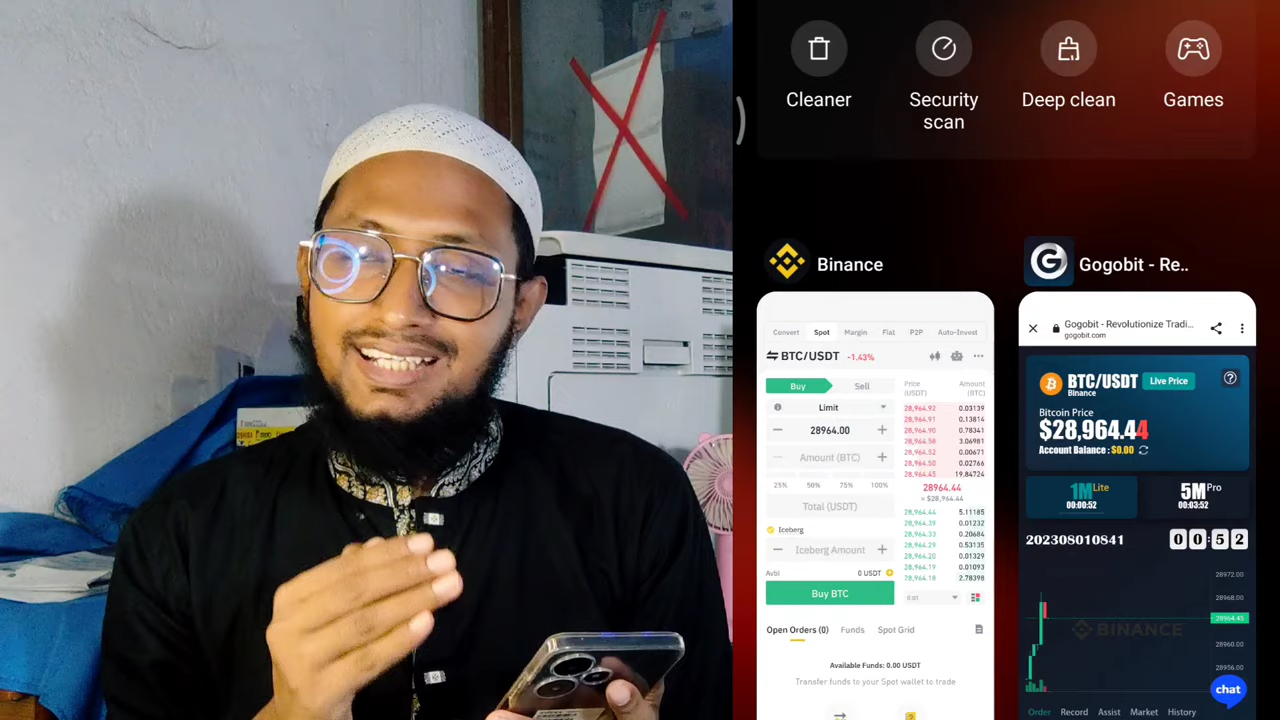 Cleaner
Security
scan
Deep clean
Games
Binance
Convert Spot Margin Fiat P2P Auto-Invest
BTC/USDT -1.43%
Buy Sell
Price
(USDT)
Amount
(BTC)
Limit
28964.00
Amount (BTC)
25% 50% 75% 100%
Total (USDT)
Iceberg
Iceberg Amount
Avbl 0 USDT
Buy BTC
28,964.92 0.03139
28,964.91 0.13814
28,964.90 0.78341
28,964.58 3.06981
28,964.52 0.00671
28,964.50 0.02766
28,964.45 19.84724
28964.44
≈ $28,964.44
28,964.44 5.11185
28,964.39 0.01232
28,964.33 0.20684
28,964.29 0.53135
28,964.20 0.01329
28,964.19 0.01093
28,964.18 2.78398
0.01
Open Orders (0) Funds Spot Grid
Available Funds: 0.00 USDT
Transfer funds to your Spot wallet to trade
Gogobit - Re..
Gogobit - Revolutionize Tradi...
gogobit.com
BTC/USDT Live Price
Binance
Bitcoin Price
$28,964.44
Account Balance : $0.00
1M Lite
00:00:52
5M Pro
00:03:52
202308010841 00:52
28972.00
28968.00
28964.45
28960.00
28956.00
BINANCE
chat
Order Record Assist Market History